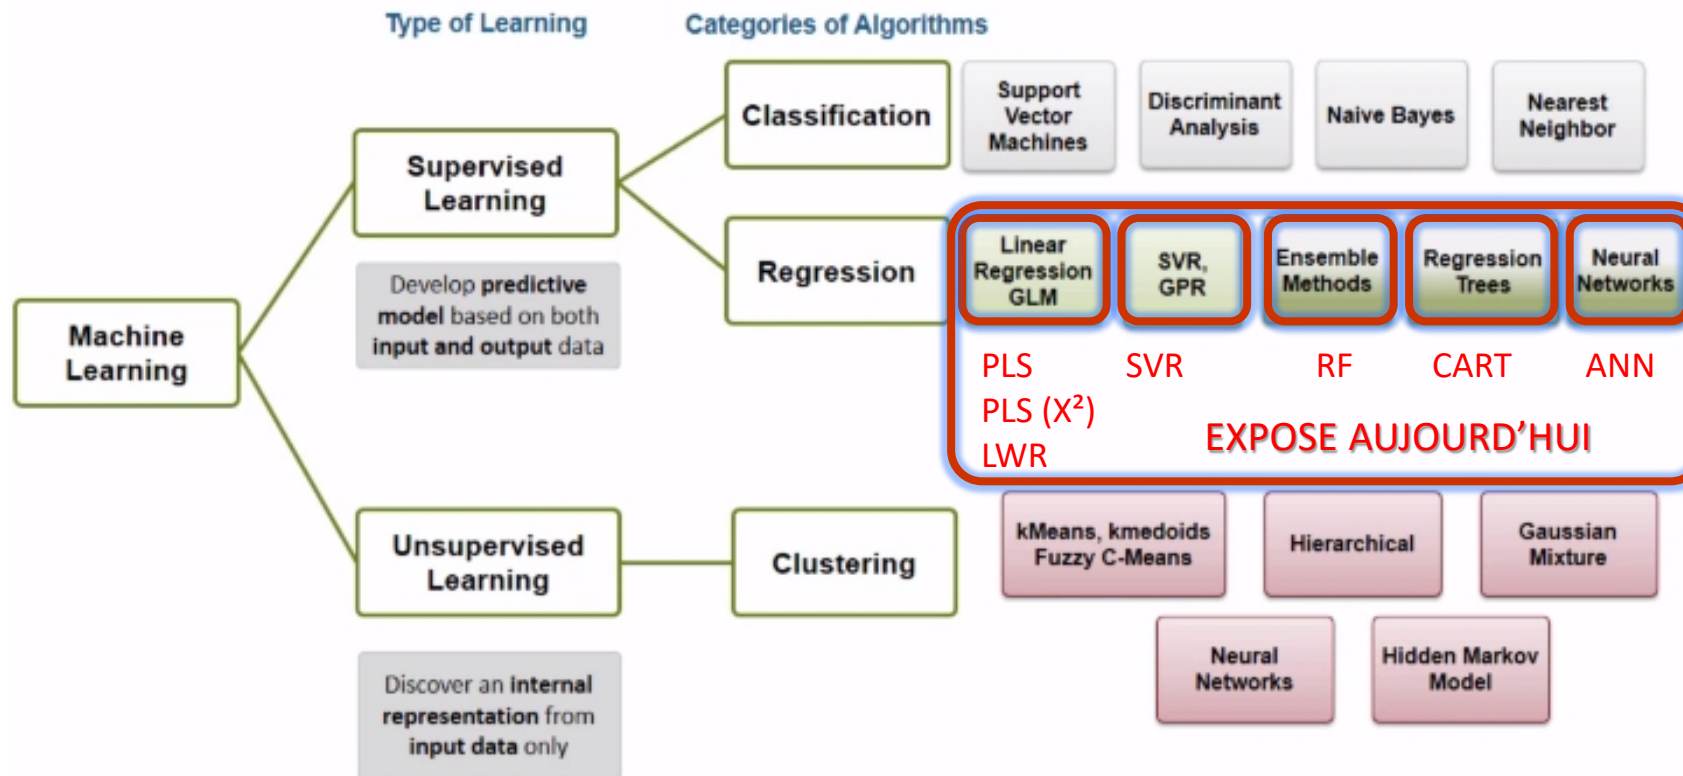 Type of Learning
Categories of Algorithms
Classification
Support
Vector
Machines
Discriminant
Analysis
Naive Bayes
Nearest
Neighbor
Supervised
Learning
Develop predictive
model based on both
input and output data
Regression
Linear
Regression
GLM
SVR,
GPR
Ensemble
Methods
Regression
Trees
Neural
Networks
PLS
PLS (X²)
LWR
SVR
RF
CART
ANN
EXPOSE AUJOURD’HUI
Machine
Learning
Unsupervised
Learning
Discover an internal
representation from
input data only
Clustering
kMeans, kmedoids
Fuzzy C-Means
Hierarchical
Gaussian
Mixture
Neural
Networks
Hidden Markov
Model